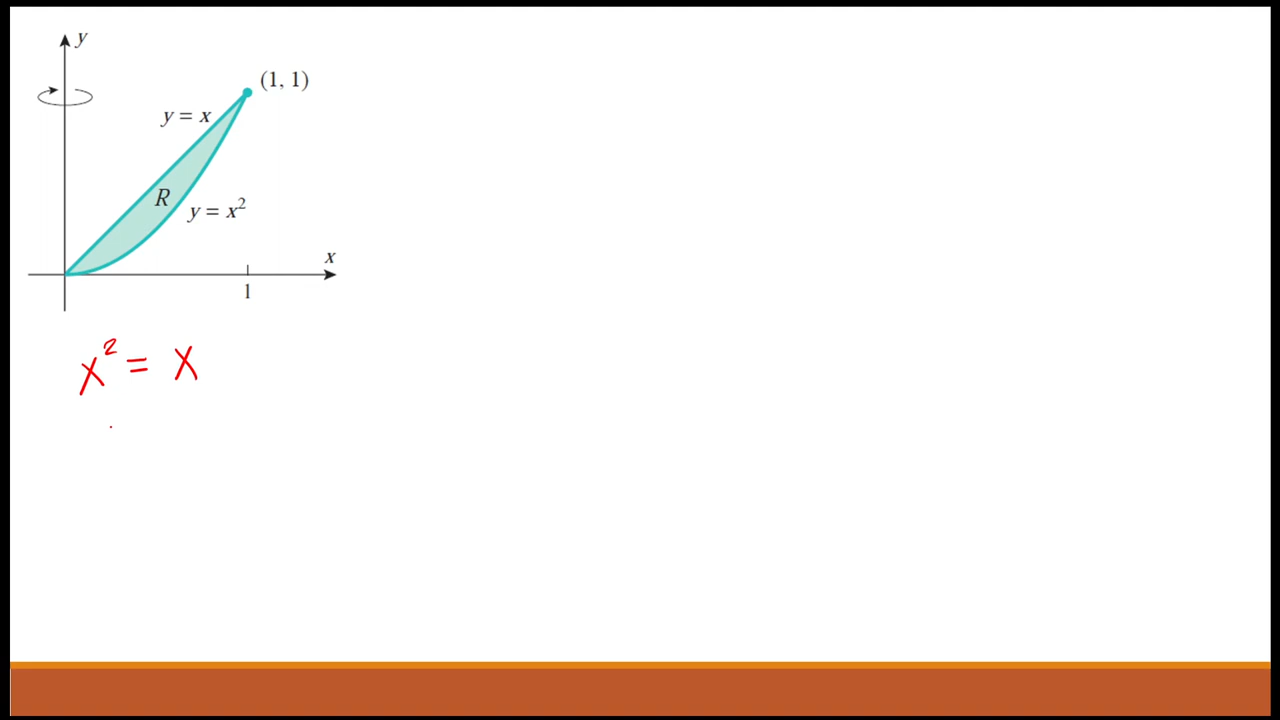 y
(1, 1)
y = x
R
y = x²
x
1
x² = x